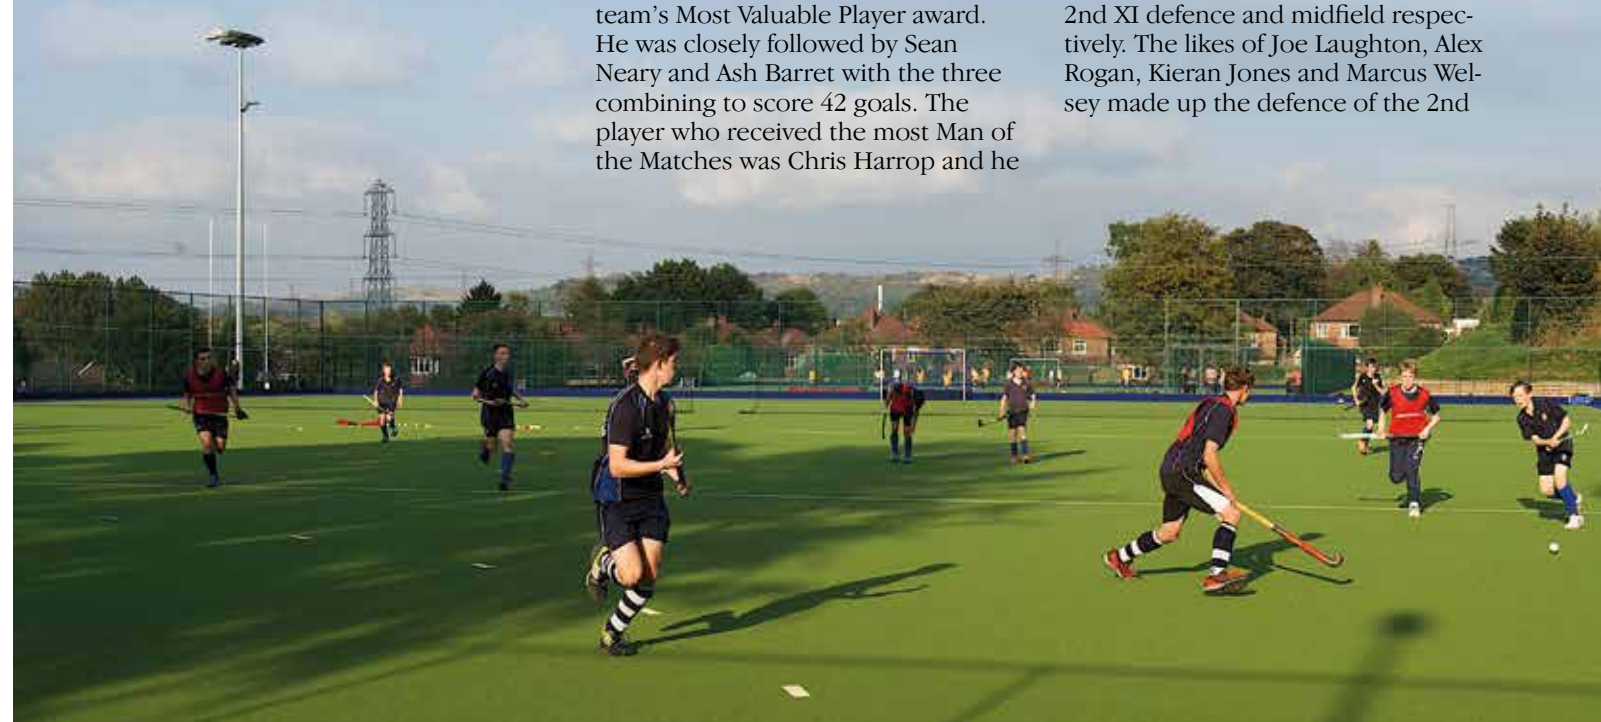 team’s Most Valuable Player award.
He was closely followed by Sean
Neary and Ash Barret with the three
combining to score 42 goals. The
player who received the most Man of
the Matches was Chris Harrop and he
2nd XI defence and midfield respec-
tively. The likes of Joe Laughton, Alex
Rogan, Kieran Jones and Marcus Wel-
sey made up the defence of the 2nd